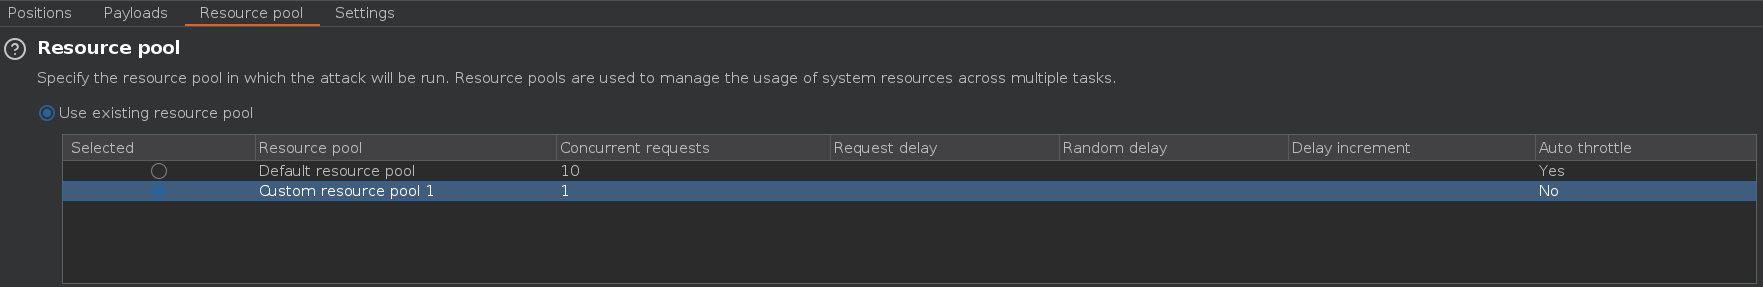 Positions Payloads Resource pool Settings
? Resource pool
Specify the resource pool in which the attack will be run. Resource pools are used to manage the usage of system resources across multiple tasks.
Use existing resource pool
Selected Resource pool Concurrent requests Request delay Random delay Delay increment Auto throttle
Default resource pool 10 Yes
Custom resource pool 1 1 No